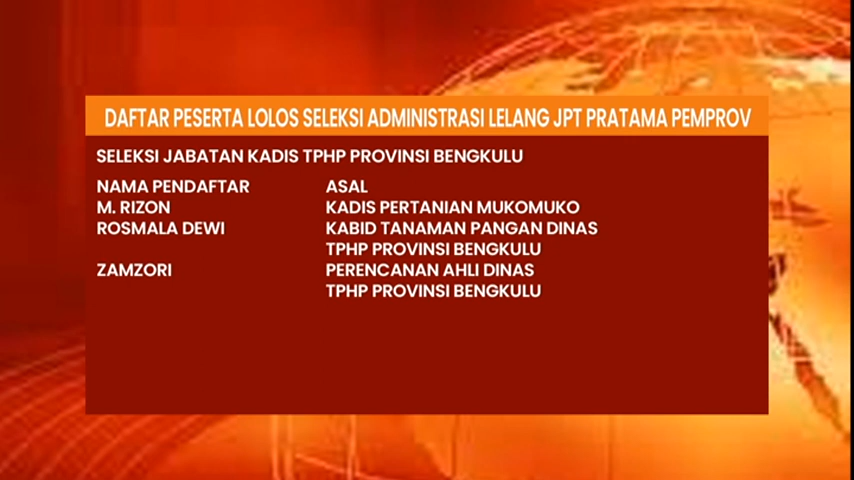 DAFTAR PESERTA LOLOS SELEKSI ADMINISTRASI LELANG JPT PRATAMA PEMPROV
SELEKSI JABATAN KADIS TPHP PROVINSI BENGKULU
NAMA PENDAFTAR ASAL
M. RIZON KADIS PERTANIAN MUKOMUKO
ROSMALA DEWI KABID TANAMAN PANGAN DINAS
TPHP PROVINSI BENGKULU
ZAMZORI PERENCANAN AHLI DINAS
TPHP PROVINSI BENGKULU